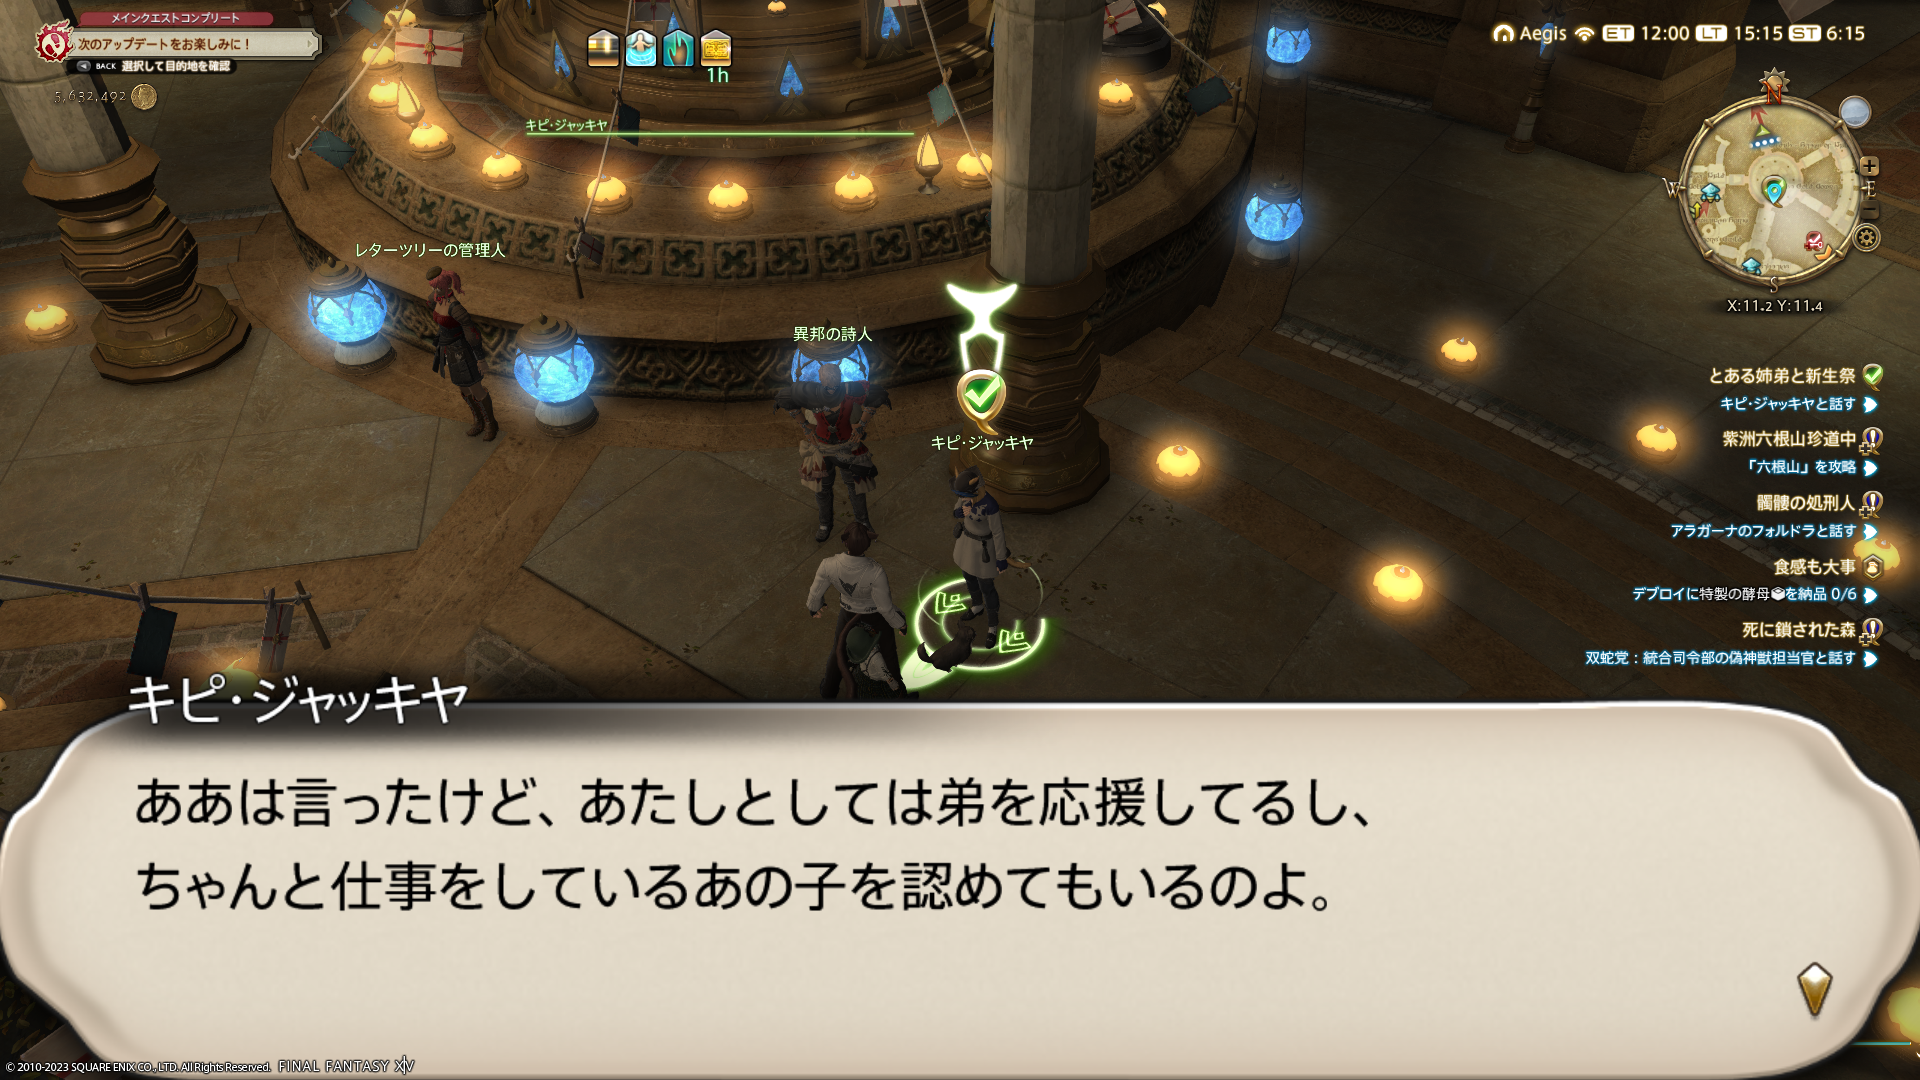 メインクエストコンプリート
次のアップデートをお楽しみに！
BACK 選択して目的地を確認
5,632,492
1h
Aegis ET 12:00 LT 15:15 ST 6:15
N
W
E
S
X:11.2 Y:11.4
キピ・ジャッキヤ
レターツリーの管理人
異邦の詩人
キピ・ジャッキヤ
とある姉弟と新生祭
キピ・ジャッキヤと話す
紫洲六根山珍道中
「六根山」を攻略
髑髏の処刑人
アラガーナのフォルドラと話す
食感も大事
デブロイに特製の酵母を納品 0/6
死に鎖された森
双蛇党：統合司令部の偽神獣担当官と話す
キピ・ジャッキヤ
ああは言ったけど、あたしとしては弟を応援してるし、
ちゃんと仕事をしているあの子を認めてもいるのよ。
© 2010-2023 SQUARE ENIX CO., LTD. All Rights Reserved. FINAL FANTASY XIV